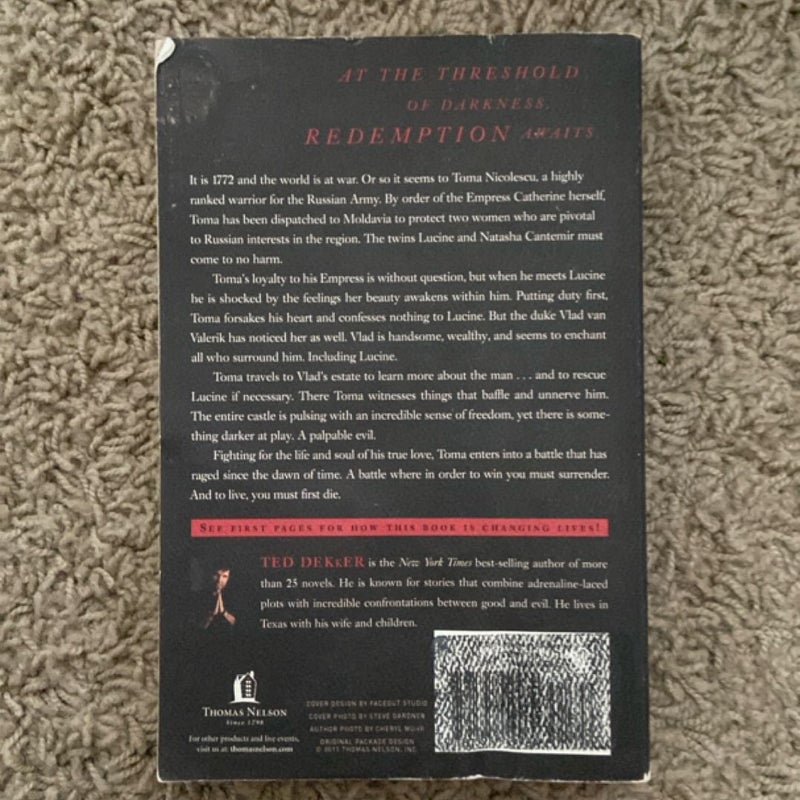 AT THE THRESHOLD
OF DARKNESS,
REDEMPTION AWAITS
It is 1772 and the world is at war. Or so it seems to Toma Nicolescu, a highly
ranked warrior for the Russian Army. By order of the Empress Catherine herself,
Toma has been dispatched to Moldavia to protect two women who are pivotal
to Russian interests in the region. The twins Lucine and Natasha Cantemir must
come to no harm.
Toma's loyalty to his Empress is without question, but when he meets Lucine
he is shocked by the feelings her beauty awakens within him. Putting duty first,
Toma forsakes his heart and confesses nothing to Lucine. But the duke Vlad van
Valerik has noticed her as well. Vlad is handsome, wealthy, and seems to enchant
all who surround him. Including Lucine.
Toma travels to Vlad's estate to learn more about the man . . . and to rescue
Lucine if necessary. There Toma witnesses things that baffle and unnerve him.
The entire castle is pulsing with an incredible sense of freedom, yet there is some-
thing darker at play. A palpable evil.
Fighting for the life and soul of his true love, Toma enters into a battle that has
raged since the dawn of time. A battle where in order to win you must surrender.
And to live, you must first die.
SEE FIRST PAGES FOR HOW THIS BOOK IS CHANGING LIVES!
TED DEKKER is the New York Times best-selling author of more
than 25 novels. He is known for stories that combine adrenaline-laced
plots with incredible confrontations between good and evil. He lives in
Texas with his wife and children.
THOMAS NELSON
Since 1798
For other products and live events,
visit us at: thomasnelson.com
COVER DESIGN BY FACEOUT STUDIO
COVER PHOTO BY STEVE GARDNER
AUTHOR PHOTO BY CHERYL MUHR
ORIGINAL PACKAGE DESIGN
© 2011 THOMAS NELSON, INC.